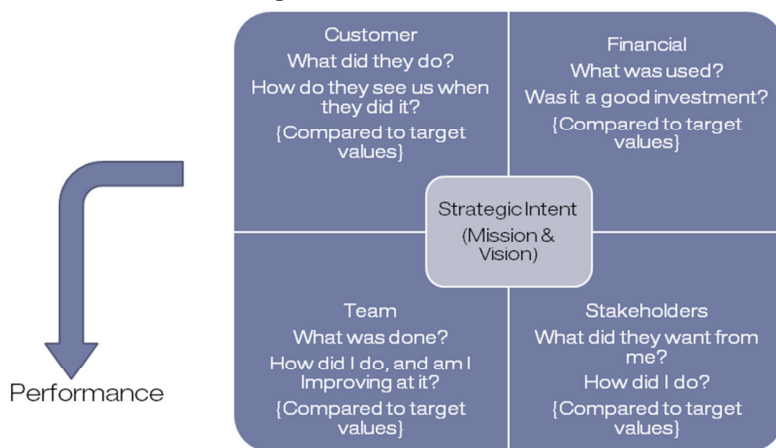 Customer
What did they do?
How do they see us when
they did it?
{Compared to target
values}
Financial
What was used?
Was it a good investment?
{Compared to target
values}
Strategic Intent
(Mission &
Vision)
Team
What was done?
How did I do, and am I
Improving at it?
{Compared to target
values}
Stakeholders
What did they want from
me?
How did I do?
{Compared to target
values}
Performance